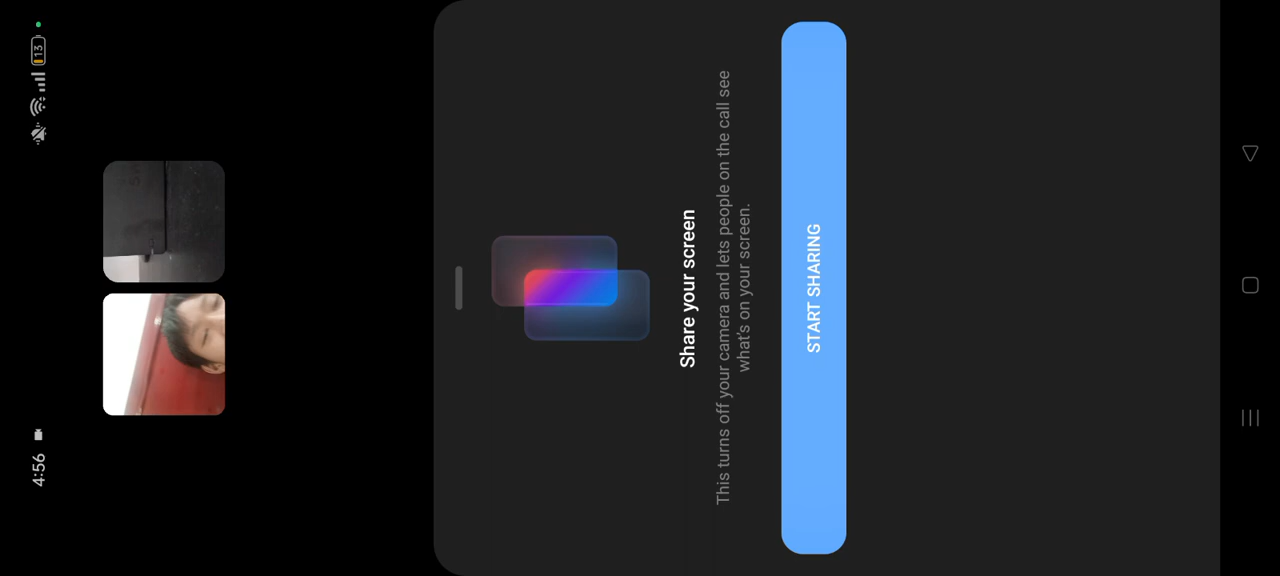 4:56
13
Share your screen
This turns off your camera and lets people on the call see
what's on your screen.
START SHARING